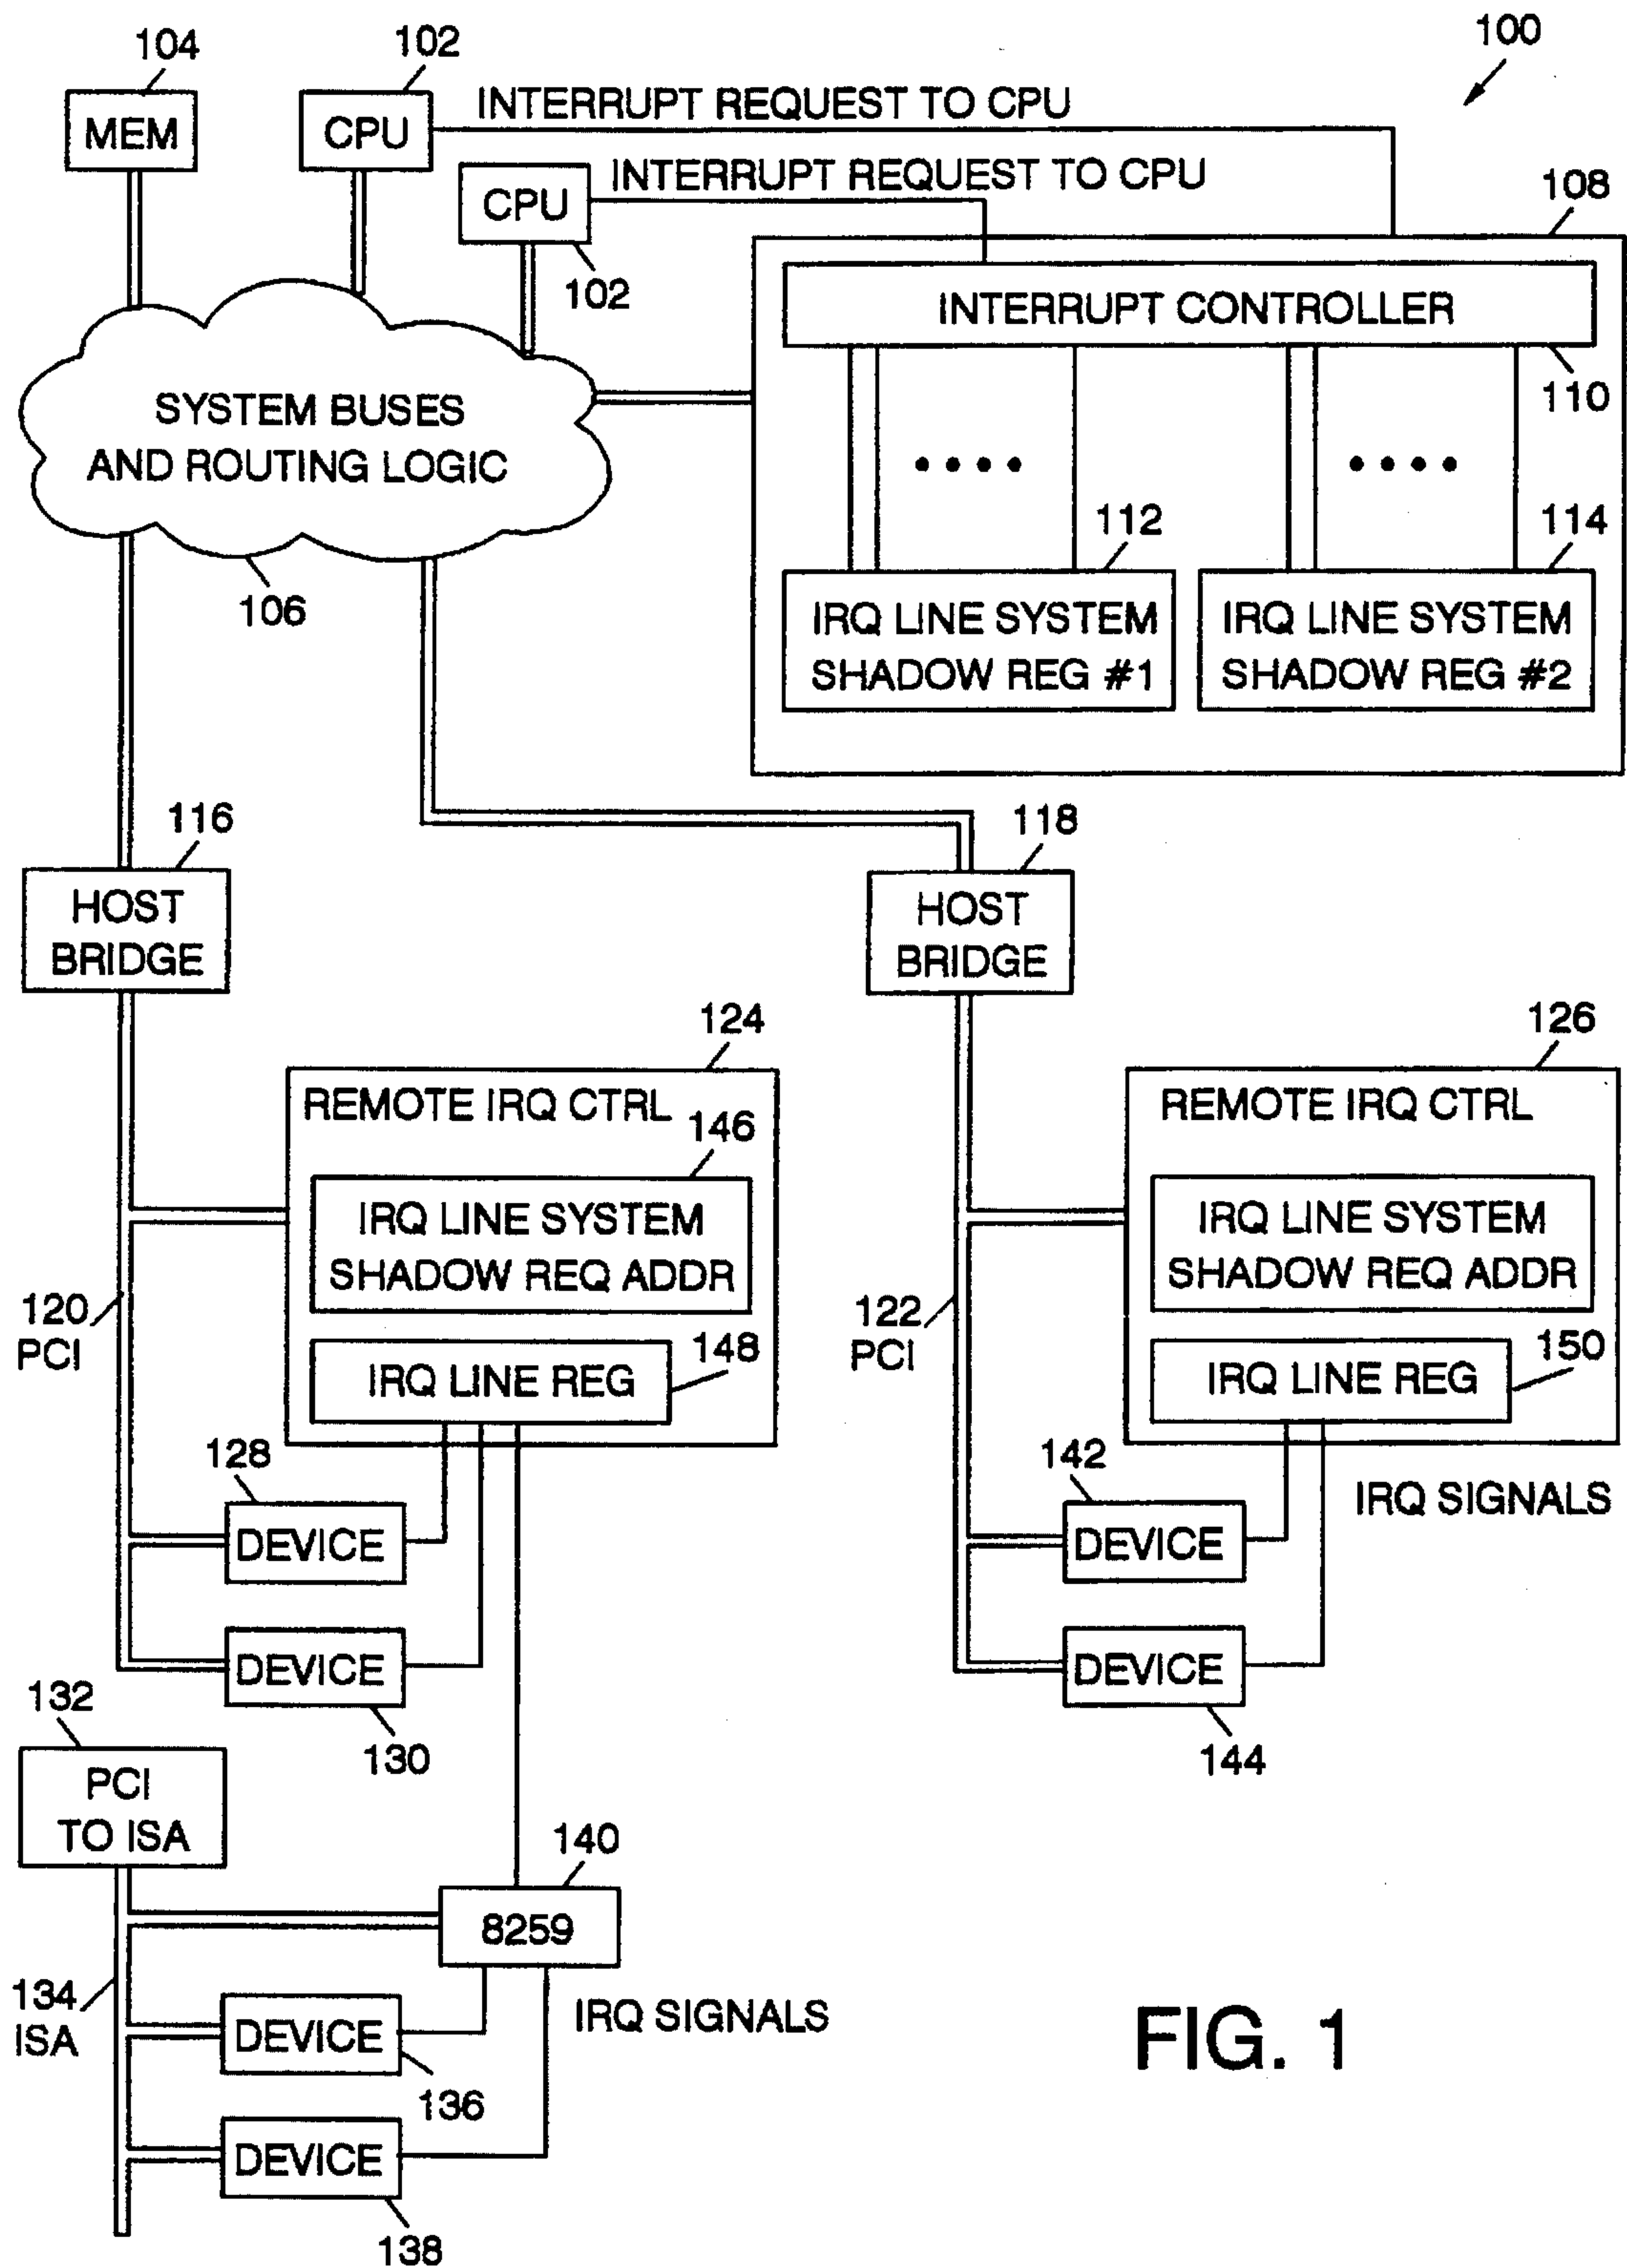 100
104
102
MEM
CPU
INTERRUPT REQUEST TO CPU
CPU
INTERRUPT REQUEST TO CPU
102
108
INTERRUPT CONTROLLER
110
SYSTEM BUSES
AND ROUTING LOGIC
106
112
114
IRQ LINE SYSTEM
SHADOW REG #1
IRQ LINE SYSTEM
SHADOW REG #2
116
HOST
BRIDGE
118
HOST
BRIDGE
124
REMOTE IRQ CTRL
146
IRQ LINE SYSTEM
SHADOW REQ ADDR
120
PCI
IRQ LINE REG
148
126
REMOTE IRQ CTRL
IRQ LINE SYSTEM
SHADOW REQ ADDR
122
PCI
IRQ LINE REG
150
128
DEVICE
DEVICE
130
142
DEVICE
IRQ SIGNALS
DEVICE
144
132
PCI
TO ISA
140
8259
134
ISA
DEVICE
136
IRQ SIGNALS
DEVICE
138
FIG. 1